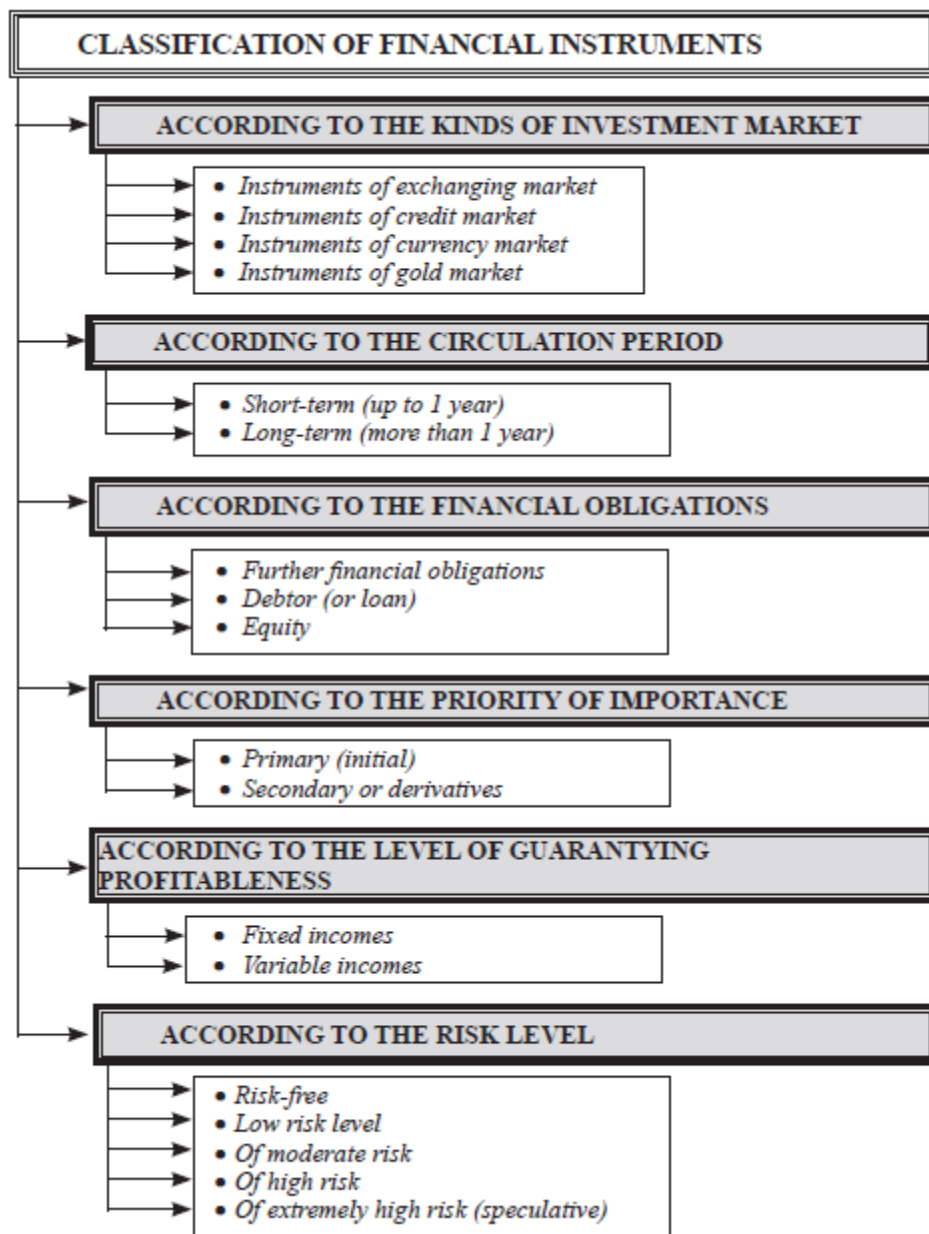 CLASSIFICATION OF FINANCIAL INSTRUMENTS
ACCORDING TO THE KINDS OF INVESTMENT MARKET
• Instruments of exchanging market
• Instruments of credit market
• Instruments of currency market
• Instruments of gold market
ACCORDING TO THE CIRCULATION PERIOD
• Short-term (up to 1 year)
• Long-term (more than 1 year)
ACCORDING TO THE FINANCIAL OBLIGATIONS
• Further financial obligations
• Debtor (or loan)
• Equity
ACCORDING TO THE PRIORITY OF IMPORTANCE
• Primary (initial)
• Secondary or derivatives
ACCORDING TO THE LEVEL OF GUARANTYING
PROFITABLENESS
• Fixed incomes
• Variable incomes
ACCORDING TO THE RISK LEVEL
• Risk-free
• Low risk level
• Of moderate risk
• Of high risk
• Of extremely high risk (speculative)